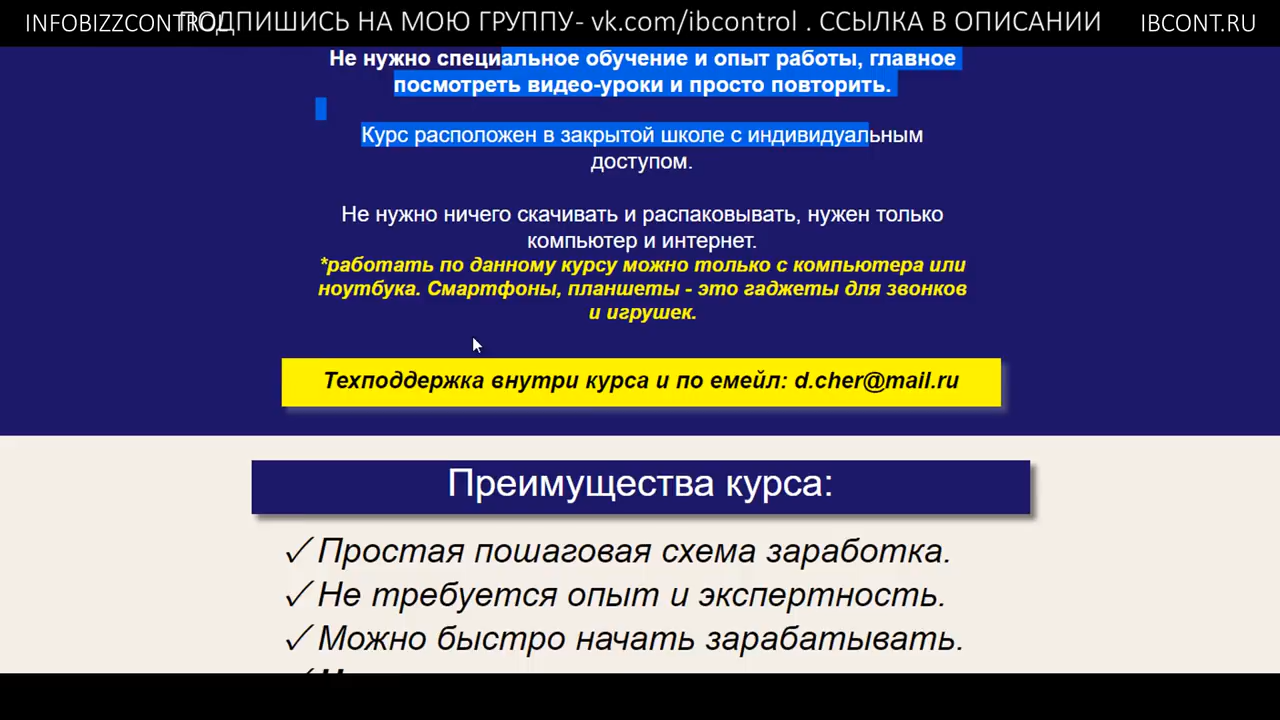 INFOBIZZCONTROL
ПОДПИШИСЬ НА МОЮ ГРУППУ- vk.com/ibcontrol . ССЫЛКА В ОПИСАНИИ
IBCONT.RU
Не нужно специальное обучение и опыт работы, главное
посмотреть видео-уроки и просто повторить.
Курс расположен в закрытой школе с индивидуальным
доступом.
Не нужно ничего скачивать и распаковывать, нужен только
компьютер и интернет.
*работать по данному курсу можно только с компьютера или
ноутбука. Смартфоны, планшеты - это гаджеты для звонков
и игрушек.
Техподдержка внутри курса и по емейл: d.cher@mail.ru
Преимущества курса:
✓Простая пошаговая схема заработка.
✓Не требуется опыт и экспертность.
✓Можно быстро начать зарабатывать.